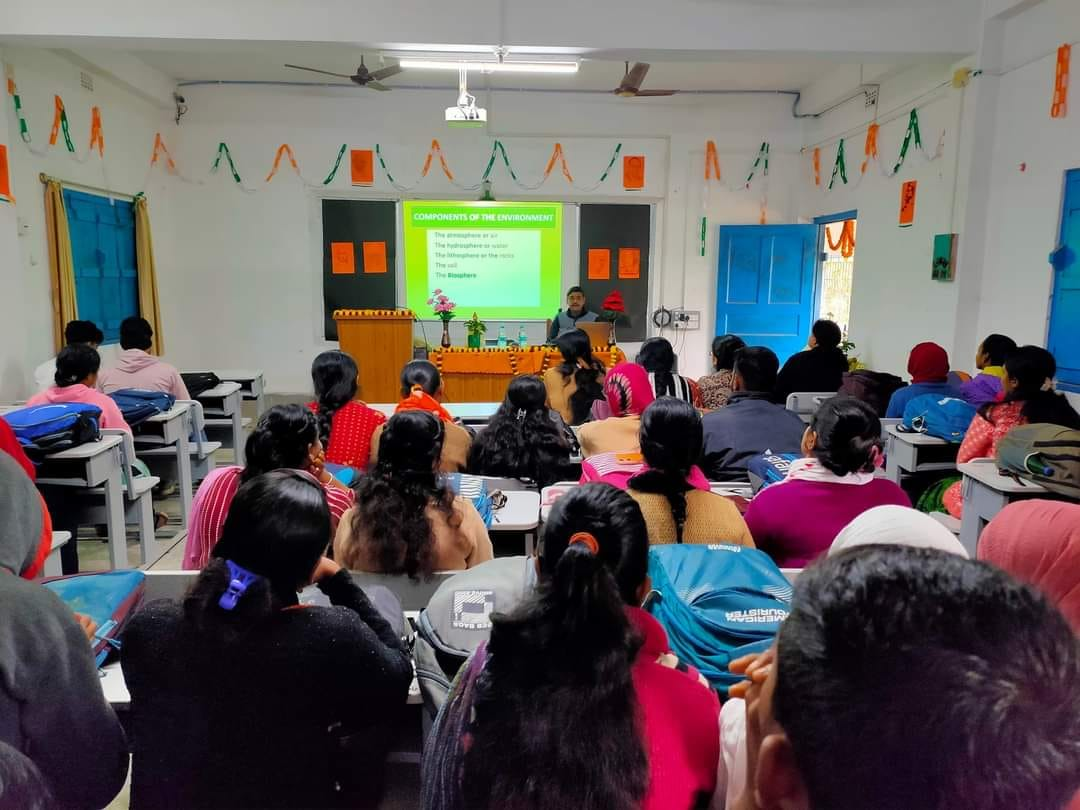 COMPONENTS OF THE ENVIRONMENT
The atmosphere or air
The hydrosphere or water
The lithosphere or the rocks
The soil
The Biosphere
AMERICAN
TOURISTER